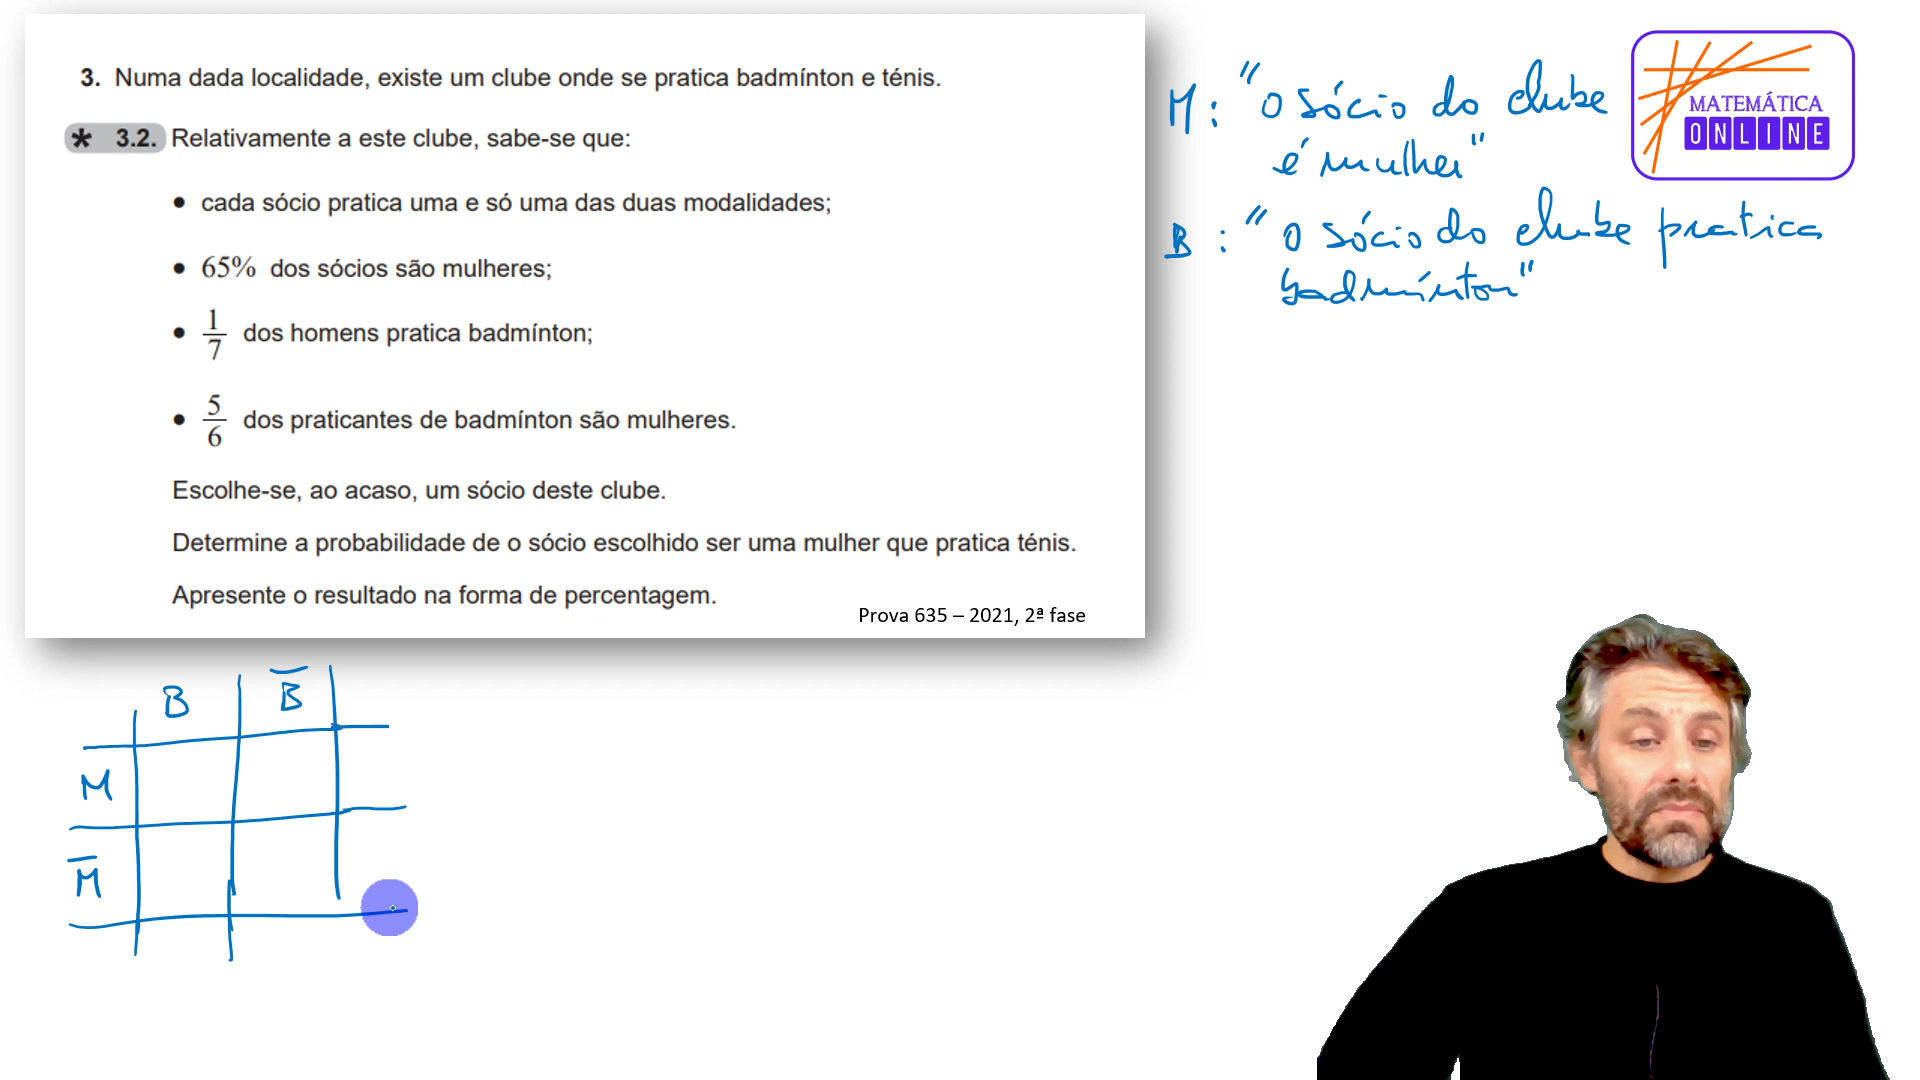 3. Numa dada localidade, existe um clube onde se pratica badmínton e ténis.
* 3.2. Relativamente a este clube, sabe-se que:
• cada sócio pratica uma e só uma das duas modalidades;
• 65% dos sócios são mulheres;
• 1/7 dos homens pratica badmínton;
• 5/6 dos praticantes de badmínton são mulheres.
Escolhe-se, ao acaso, um sócio deste clube.
Determine a probabilidade de o sócio escolhido ser uma mulher que pratica ténis.
Apresente o resultado na forma de percentagem.
Prova 635 – 2021, 2ª fase
M: "o sócio do clube
é mulher"
B: "o sócio do clube pratica
badmínton"
MATEMÁTICA
ONLINE
B B̅
M
M̅